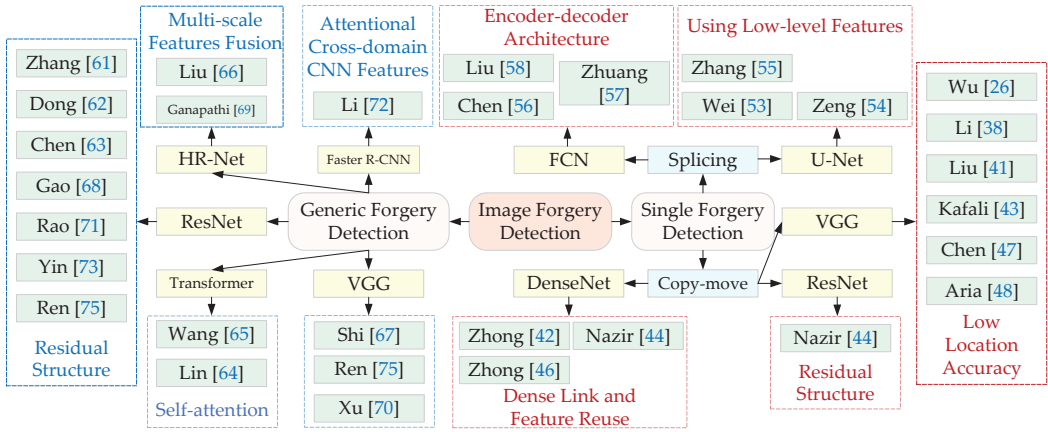 Multi-scale
Features Fusion
Liu [66]
Ganapathi [69]
Attentional
Cross-domain
CNN Features
Li [72]
Encoder-decoder
Architecture
Liu [58]
Chen [56]
Zhuang
[57]
Using Low-level Features
Zhang [55]
Wei [53]
Zeng [54]
Zhang [61]
Dong [62]
Chen [63]
Gao [68]
Rao [71]
Yin [73]
Ren [75]
Residual
Structure
HR-Net
Faster R-CNN
FCN
Splicing
U-Net
ResNet
Generic Forgery
Detection
Image Forgery
Detection
Single Forgery
Detection
VGG
Transformer
VGG
DenseNet
Copy-move
ResNet
Wu [26]
Li [38]
Liu [41]
Kafali [43]
Chen [47]
Aria [48]
Low
Location
Accuracy
Wang [65]
Lin [64]
Self-attention
Shi [67]
Ren [75]
Xu [70]
Zhong [42]
Nazir [44]
Zhong [46]
Dense Link and
Feature Reuse
Nazir [44]
Residual
Structure